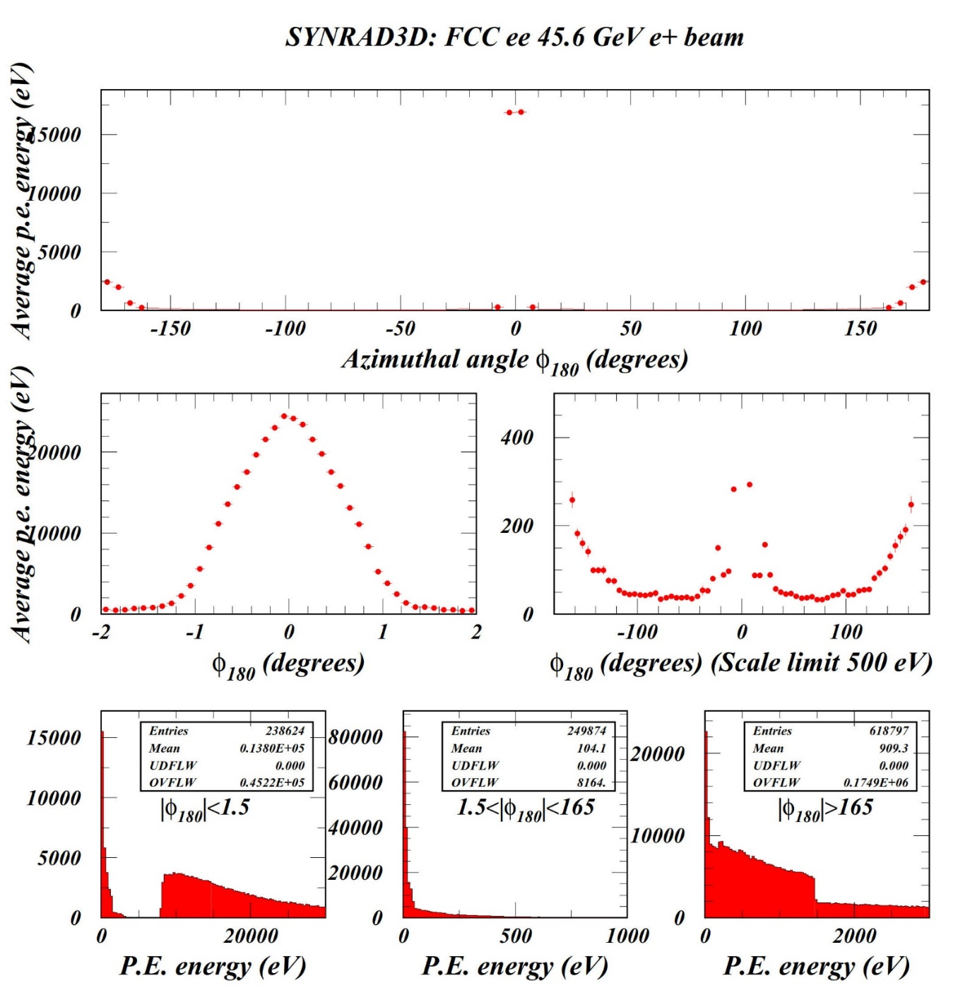 SYNRAD3D: FCC ee 45.6 GeV e+ beam
Average p.e. energy (eV)
15000
10000
5000
0
-150 -100 -50 0 50 100 150
Azimuthal angle ϕ180 (degrees)
Average p.e. energy (eV)
20000
10000
0
-2 -1 0 1 2
ϕ180 (degrees)
400
200
0
-100 0 100
ϕ180 (degrees) (Scale limit 500 eV)
15000
10000
5000
0
Entries 238624
Mean 0.1380E+05
UDFLW 0.000
OVFLW 0.4522E+05
|ϕ180|<1.5
0 20000
P.E. energy (eV)
80000
60000
40000
20000
0
Entries 249874
Mean 104.1
UDFLW 0.000
OVFLW 8164.
1.5<|ϕ180|<165
0 500 1000
P.E. energy (eV)
20000
10000
0
Entries 618797
Mean 909.3
UDFLW 0.000
OVFLW 0.1749E+06
|ϕ180|>165
0 2000
P.E. energy (eV)